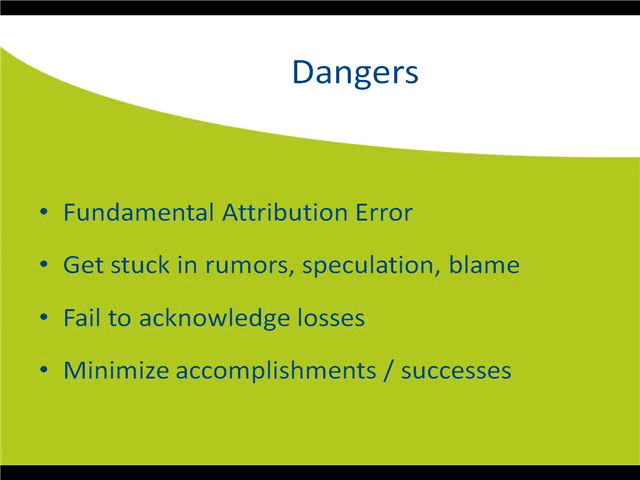 Dangers
• Fundamental Attribution Error
• Get stuck in rumors, speculation, blame
• Fail to acknowledge losses
• Minimize accomplishments / successes